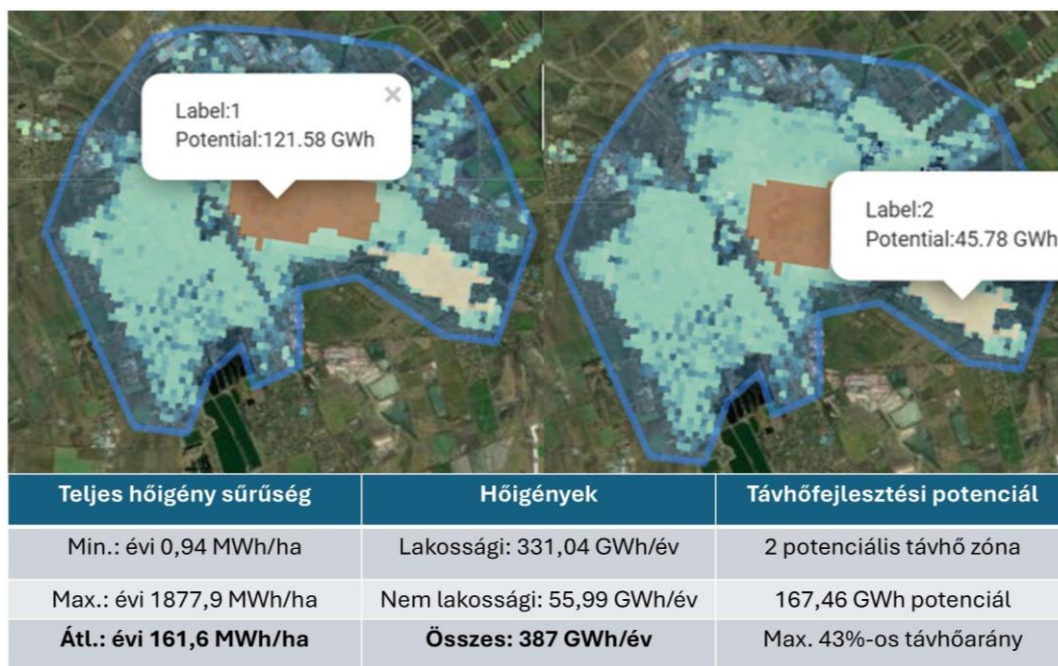 Label:1
Potential:121.58 GWh
Label:2
Potential:45.78 GWh
Teljes hőigény sűrűség Hőigények Távhőfejlesztési potenciál
Min.: évi 0,94 MWh/ha Lakossági: 331,04 GWh/év 2 potenciális távhő zóna
Max.: évi 1877,9 MWh/ha Nem lakossági: 55,99 GWh/év 167,46 GWh potenciál
Átl.: évi 161,6 MWh/ha Összes: 387 GWh/év Max. 43%-os távhőarány